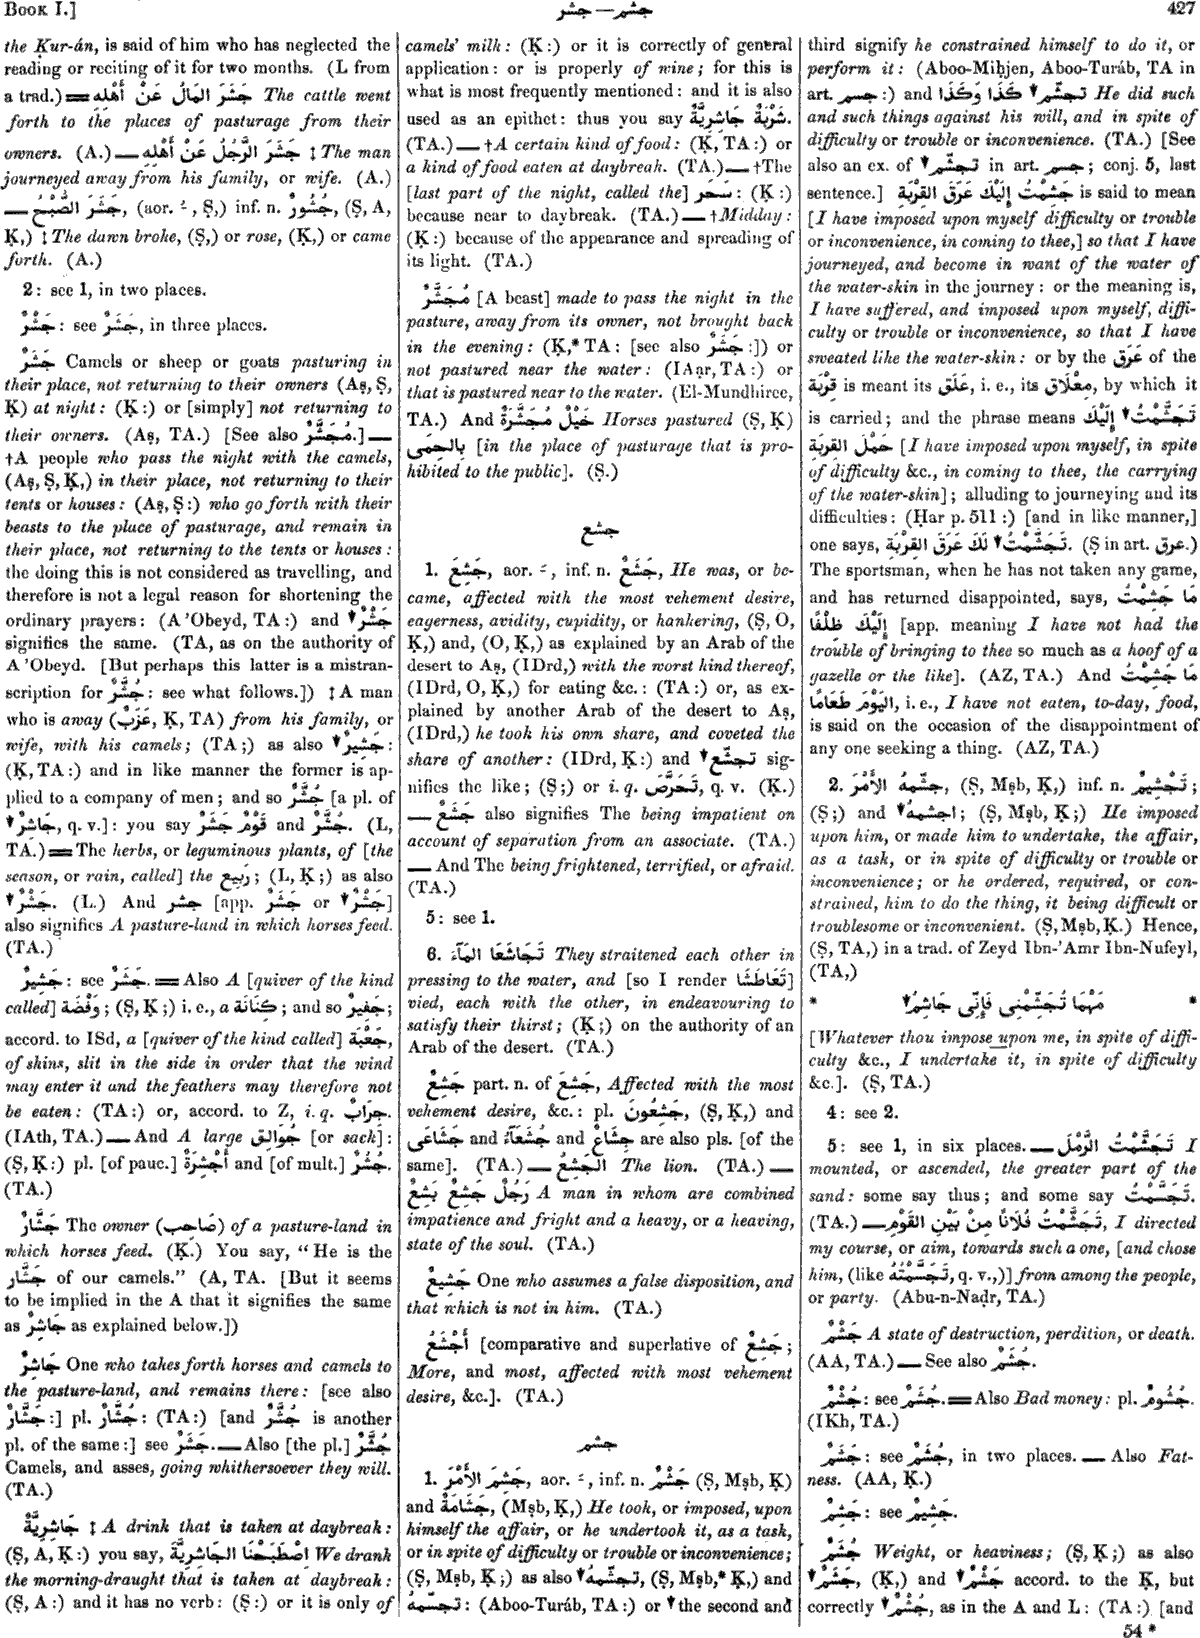 BOOK I.]
جشر — جشم
427
the Ḳur-án, is said of him who has neglected the
reading or reciting of it for two months. (L from
a trad.) ═ جَشَرَ المَالُ عَنْ أَهْلِهِ The cattle went
forth to the places of pasturage from their
owners. (A.) — جَشَرَ الرَّجُلُ عَنْ أَهْلِهِ ‡ The man
journeyed away from his family, or wife. (A.)
— جَشَرَ الصُّبْحُ, (aor. ـُ, Ṣ,) inf. n. جُشُورٌ, (Ṣ, A,
Ḳ,) ‡ The dawn broke, (Ṣ,) or rose, (Ḳ,) or came
forth. (A.)
2: see 1, in two places.
جَشْرٌ: see جَشَرٌ, in three places.
جَشَرٌ Camels or sheep or goats pasturing in
their place, not returning to their owners (Aṣ, Ṣ,
Ḳ) at night: (Ḳ:) or [simply] not returning to
their owners. (Aṣ, TA.) [See also مُجَشَّرٌ.] —
†A people who pass the night with the camels,
(Aṣ, Ṣ, Ḳ,) in their place, not returning to their
tents or houses: (Aṣ, Ṣ:) who go forth with their
beasts to the place of pasturage, and remain in
their place, not returning to the tents or houses:
the doing this is not considered as travelling, and
therefore is not a legal reason for shortening the
ordinary prayers: (A 'Obeyd, TA:) and ▼ جَشْرٌ
signifies the same. (TA, as on the authority of
A 'Obeyd. [But perhaps this latter is a mistran-
scription for جُشَّرٌ: see what follows.]) ‡ A man
who is away (عَزَبٌ, Ḳ, TA) from his family, or
wife, with his camels; (TA;) as also ▼ جَشِيرٌ:
(Ḳ, TA:) and in like manner the former is ap-
plied to a company of men; and so جُشَّرٌ [a pl. of
▼ جَاشِرٌ, q. v.]: you say قَوْمٌ جَشَرٌ and جُشَّرٌ. (L,
TA.) ═ The herbs, or leguminous plants, of [the
season, or rain, called] the رَبِيع; (L, Ḳ;) as also
▼ جَشْرٌ. (L.) And جشر [app. جَشَرٌ or ▼ جَشْرٌ]
also signifies A pasture-land in which horses feed.
(TA.)
جَشِيرٌ: see جَشَرٌ. ═ Also A [quiver of the kind
called] وَفْضَة; (Ṣ, Ḳ;) i. e., a كِنَانَة; and so جَفِيرٌ;
accord. to ISd, a [quiver of the kind called] جَعْبَة,
of skins, slit in the side in order that the wind
may enter it and the feathers may therefore not
be eaten: (TA:) or, accord. to Z, i. q. جِرَابٌ.
(IAth, TA.) — And A large جُوَالِق [or sack]:
(Ṣ, Ḳ:) pl. [of pauc.] أَجْشِرَةٌ and [of mult.] جُشُرٌ.
(TA.)
جَشَّارٌ The owner (صَاحِب) of a pasture-land in
which horses feed. (Ḳ.) You say, "He is the
جَشَّار of our camels." (A, TA. [But it seems
to be implied in the A that it signifies the same
as جَاشِرٌ as explained below.])
جَاشِرٌ One who takes forth horses and camels to
the pasture-land, and remains there: [see also
جَشَّارٌ:] pl. جُشَّارٌ: (TA:) [and جُشَّرٌ is another
pl. of the same:] see جَشَرٌ. — Also [the pl.] جُشَّرٌ
Camels, and asses, going whithersoever they will.
(TA.)
جَاشِرِيَّةٌ ‡ A drink that is taken at daybreak:
(Ṣ, A, Ḳ:) you say, اصْطَبَحْنَا الجَاشِرِيَّةَ We drank
the morning-draught that is taken at daybreak:
(Ṣ, A:) and it has no verb: (Ṣ:) or it is only of
camels' milk: (Ḳ:) or it is correctly of general
application: or is properly of wine; for this is
what is most frequently mentioned: and it is also
used as an epithet: thus you say شَرْبَةٌ جَاشِرِيَّةٌ.
(TA.) — †A certain kind of food: (Ḳ, TA:) or
a kind of food eaten at daybreak. (TA.) — †The
[last part of the night, called the] سَحَر: (Ḳ:)
because near to daybreak. (TA.) — †Midday:
(Ḳ:) because of the appearance and spreading of
its light. (TA.)
مُجَشَّرٌ [A beast] made to pass the night in the
pasture, away from its owner, not brought back
in the evening: (Ḳ,* TA: [see also جَشَرٌ:]) or
not pastured near the water: (IAạr, TA:) or
that is pastured near to the water. (El-Mundhiree,
TA.) And خَيْلٌ مُجَشَّرَةٌ Horses pastured (Ṣ, Ḳ)
بِالحِمَى [in the place of pasturage that is pro-
hibited to the public]. (Ṣ.)
جشع
1. جَشِعَ, aor. ـَ, inf. n. جَشَعٌ, He was, or be-
came, affected with the most vehement desire,
eagerness, avidity, cupidity, or hankering, (Ṣ, O,
Ḳ,) and, (O, Ḳ,) as explained by an Arab of the
desert to Aṣ, (IDrd,) with the worst kind thereof,
(IDrd, O, Ḳ,) for eating &c.: (TA:) or, as ex-
plained by another Arab of the desert to Aṣ,
(IDrd,) he took his own share, and coveted the
share of another: (IDrd, Ḳ:) and ▼ تجشّع sig-
nifies the like; (Ṣ;) or i. q. تَحَرَّصَ, q. v. (Ḳ.)
— جَشَعٌ also signifies The being impatient on
account of separation from an associate. (TA.)
— And The being frightened, terrified, or afraid.
(TA.)
5: see 1.
6. تَجَاشَعَا المَآءَ They straitened each other in
pressing to the water, and [so I render تَعَاطَشَا]
vied, each with the other, in endeavouring to
satisfy their thirst; (Ḳ;) on the authority of an
Arab of the desert. (TA.)
جَشِعٌ part. n. of جَشِعَ, Affected with the most
vehement desire, &c.: pl. جَشِعُونَ, (Ṣ, Ḳ,) and
جَشَاعَى and جُشَعَآءُ and جِشَاعٌ are also pls. [of the
same]. (TA.) — الجَشِعُ The lion. (TA.) —
رَجُلٌ جَشِعٌ بَشِعٌ A man in whom are combined
impatience and fright and a heavy, or a heaving,
state of the soul. (TA.)
جَشِيعٌ One who assumes a false disposition, and
that which is not in him. (TA.)
أَجْشَعُ [comparative and superlative of جَشِعٌ;
More, and most, affected with most vehement
desire, &c.]. (TA.)
جشم
1. جَشِمَ الأَمْرَ, aor. ـَ, inf. n. جَشْمٌ (Ṣ, Mṣb, Ḳ)
and جَشَامَةٌ, (Mṣb, Ḳ,) He took, or imposed, upon
himself the affair, or he undertook it, as a task,
or in spite of difficulty or trouble or inconvenience;
(Ṣ, Mṣb, Ḳ;) as also ▼ تجشّمهُ, (Ṣ, Mṣb,* Ḳ,) and
تجسّمهُ: (Aboo-Turáb, TA:) or ▼ the second and
third signify he constrained himself to do it, or
perform it: (Aboo-Miḥjen, Aboo-Turáb, TA in
art. جسم:) and تجشّم ▼ كَذَا وَكَذَا He did such
and such things against his will, and in spite of
difficulty or trouble or inconvenience. (TA.) [See
also an ex. of ▼ تجشّم in art. جسم; conj. 5, last
sentence.] جَشِمْتُ إِلَيْكَ عَرَقَ القِرْبَةِ is said to mean
[I have imposed upon myself difficulty or trouble
or inconvenience, in coming to thee,] so that I have
journeyed, and become in want of the water of
the water-skin in the journey: or the meaning is,
I have suffered, and imposed upon myself, diffi-
culty or trouble or inconvenience, so that I have
sweated like the water-skin: or by the عَرَق of the
قِرْبَة is meant its عَلَق, i. e., its مِعْلَاق, by which it
is carried; and the phrase means تَجَشَّمْتُ ▼ إِلَيْكَ
حَمْلَ القِرْبَةِ [I have imposed upon myself, in spite
of difficulty &c., in coming to thee, the carrying
of the water-skin]; alluding to journeying and its
difficulties: (Ḥar p. 511:) [and in like manner,]
one says, تَجَشَّمْتُ ▼ لَكَ عَرَقَ القِرْبَةِ. (Ṣ in art. عرق.)
The sportsman, when he has not taken any game,
and has returned disappointed, says, مَا جَشِمْتُ
إِلَيْكَ ظِلْفًا [app. meaning I have not had the
trouble of bringing to thee so much as a hoof of a
gazelle or the like]. (AZ, TA.) And مَا جَشِمْتُ
اليَوْمَ طَعَامًا, i. e., I have not eaten, to-day, food,
is said on the occasion of the disappointment of
any one seeking a thing. (AZ, TA.)
2. جَشَّمَهُ الأَمْرَ, (Ṣ, Mṣb, Ḳ,) inf. n. تَجْشِيمٌ;
(Ṣ;) and ▼ اجشمهُ; (Ṣ, Mṣb, Ḳ;) He imposed
upon him, or made him to undertake, the affair,
as a task, or in spite of difficulty or trouble or
inconvenience; or he ordered, required, or con-
strained, him to do the thing, it being difficult or
troublesome or inconvenient. (Ṣ, Mṣb, Ḳ.) Hence,
(Ṣ, TA,) in a trad. of Zeyd Ibn-'Amr Ibn-Nufeyl,
(TA,)
* مَهْمَا تُجَشِّمْنِى فَإِنِّى جَاشِمُ ▼ *
[Whatever thou impose upon me, in spite of diffi-
culty &c., I undertake it, in spite of difficulty
&c.]. (Ṣ, TA.)
4: see 2.
5: see 1, in six places. — تَجَشَّمْتُ الرَّمْلَ I
mounted, or ascended, the greater part of the
sand: some say thus; and some say تَجَسَّمْتُ.
(TA.) — تَجَشَّمْتُ فُلَانًا مِنْ بَيْنِ القَوْمِ, I directed
my course, or aim, towards such a one, [and chose
him, (like تَجَسَّمْتُهُ, q. v.,)] from among the people,
or party. (Abu-n-Naḍr, TA.)
جَشْمٌ A state of destruction, perdition, or death.
(AA, TA.) — See also جُشَمٌ.
جُشْمٌ: see جُشَمٌ. ═ Also Bad money: pl. جُشُومٌ.
(IKh, TA.)
جَشَمٌ: see جُشَمٌ, in two places. — Also Fat-
ness. (AA, Ḳ.)
جَشِمٌ: see جَشِيمٌ.
جُشَمٌ Weight, or heaviness; (Ṣ, Ḳ;) as also
▼ جَشَمٌ, (Ḳ,) and ▼ جَشْمٌ accord. to the Ḳ, but
correctly ▼ جُشْمٌ, as in the A and L: (TA:) [and
54 *